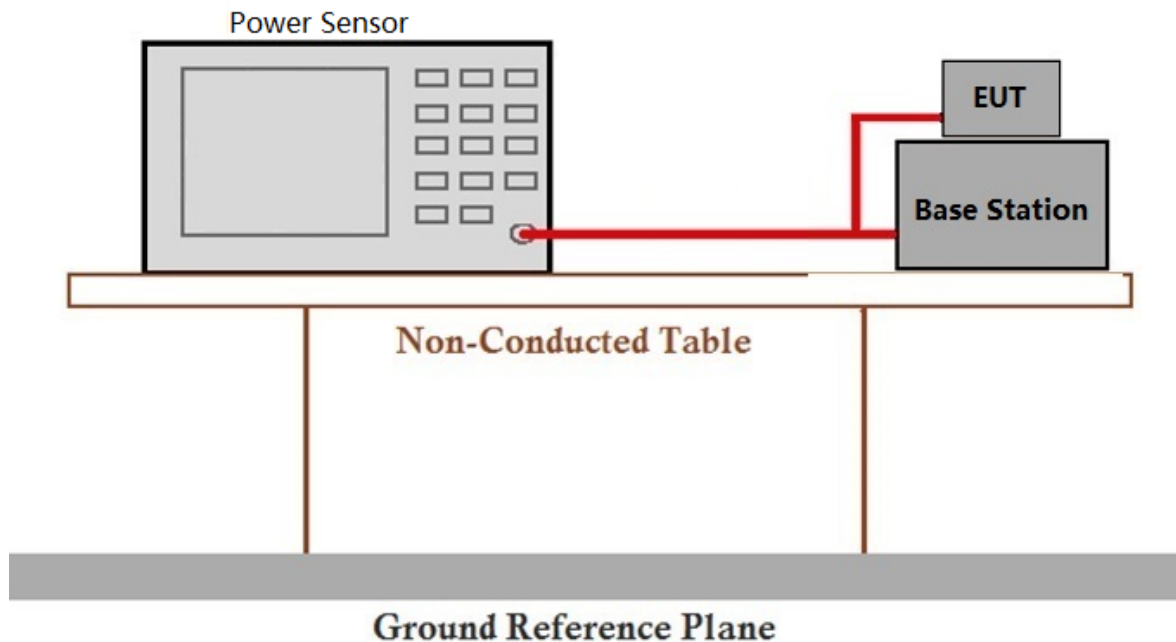 Power Sensor
EUT
Base Station
Non-Conducted Table
Ground Reference Plane